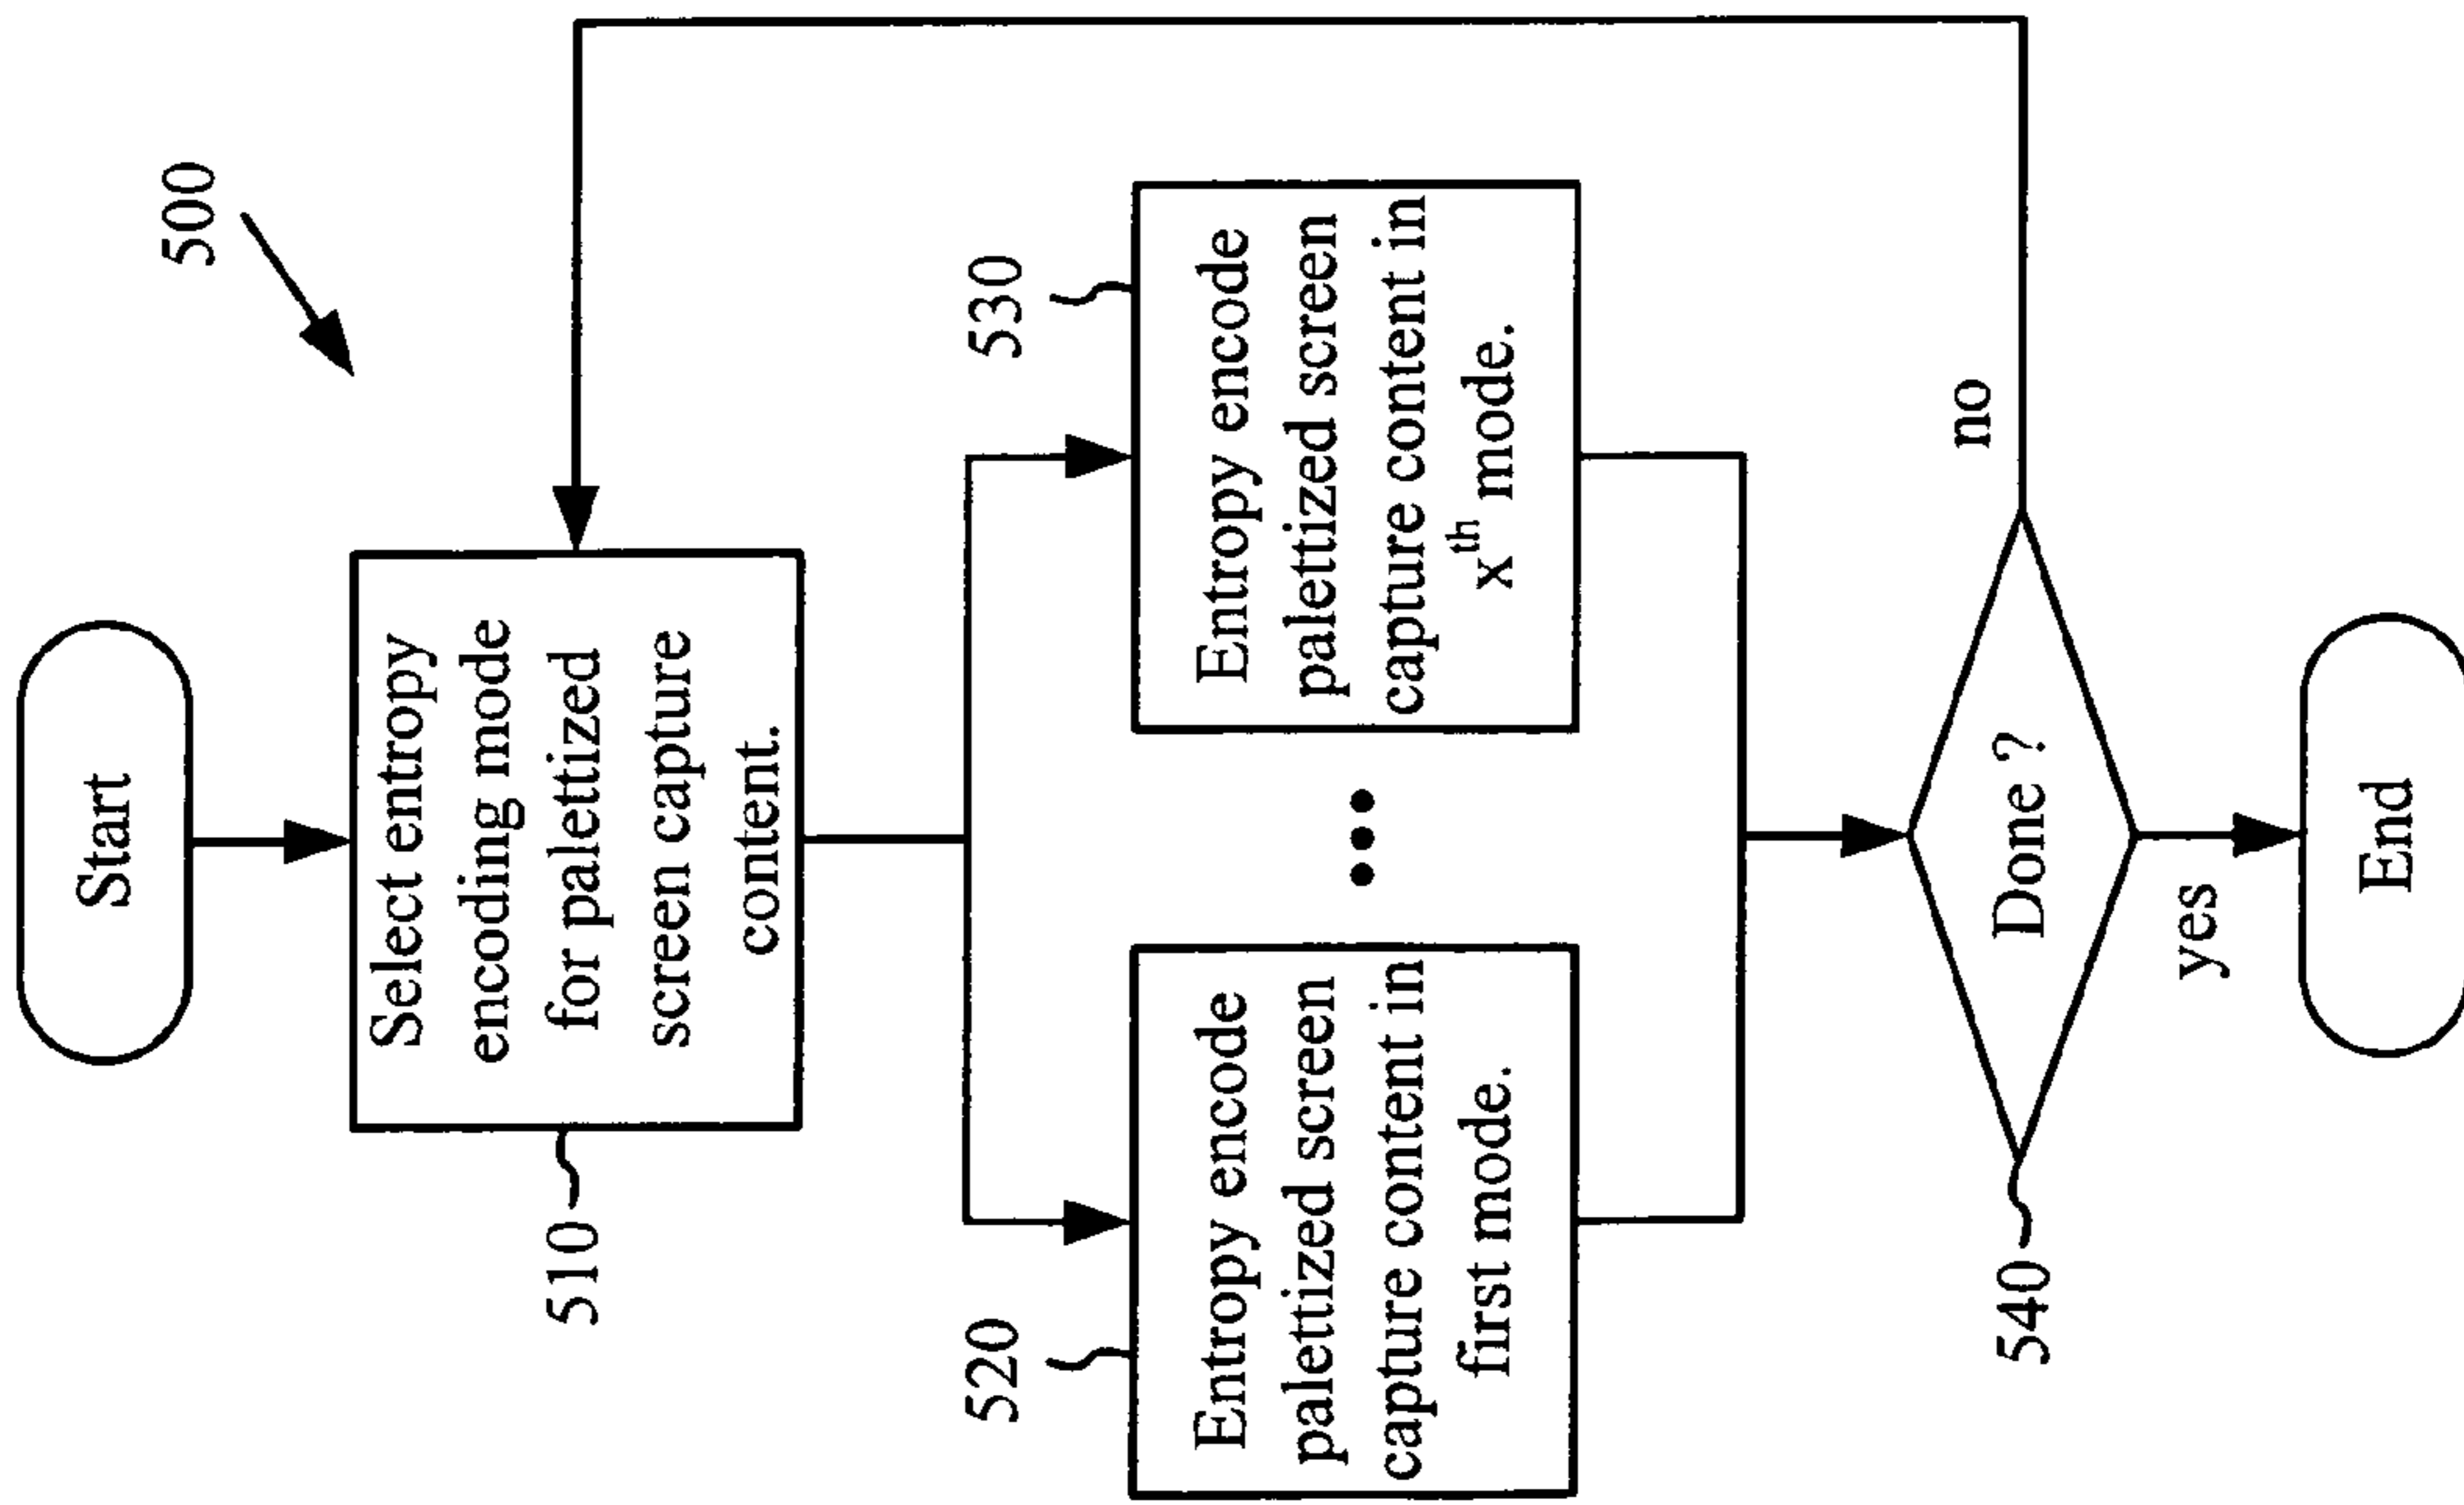 500
Start
510
Select entropy
encoding mode
for palettized
screen capture
content.
520
Entropy encode
palettized screen
capture content in
first mode.
530
Entropy encode
palettized screen
capture content in
xth mode.
540
Done ?
no
yes
End